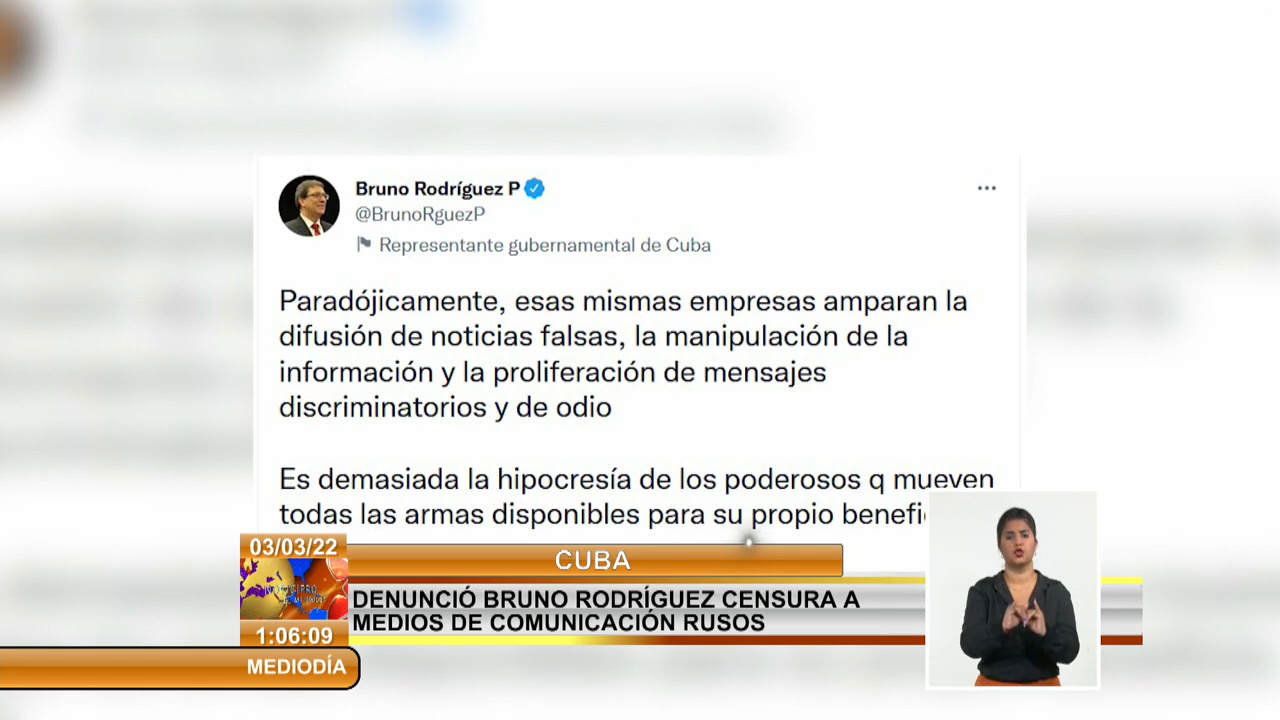 Bruno Rodríguez P
@BrunoRguezP
Representante gubernamental de Cuba
Paradójicamente, esas mismas empresas amparan la
difusión de noticias falsas, la manipulación de la
información y la proliferación de mensajes
discriminatorios y de odio
Es demasiada la hipocresía de los poderosos q mueven
todas las armas disponibles para su propio
03/03/22
CUBA
DENUNCIÓ BRUNO RODRÍGUEZ CENSURA A
MEDIOS DE COMUNICACIÓN RUSOS
1:06:09
MEDIODÍA